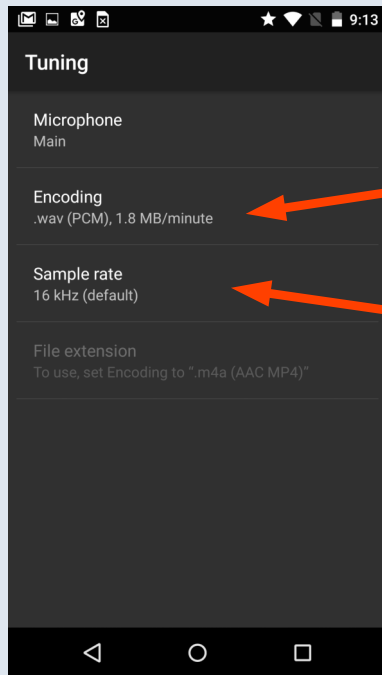 9:13
Tuning
Microphone
Main
Encoding
.wav (PCM), 1.8 MB/minute
Sample rate
16 kHz (default)
File extension
To use, set Encoding to ".m4a (AAC MP4)"